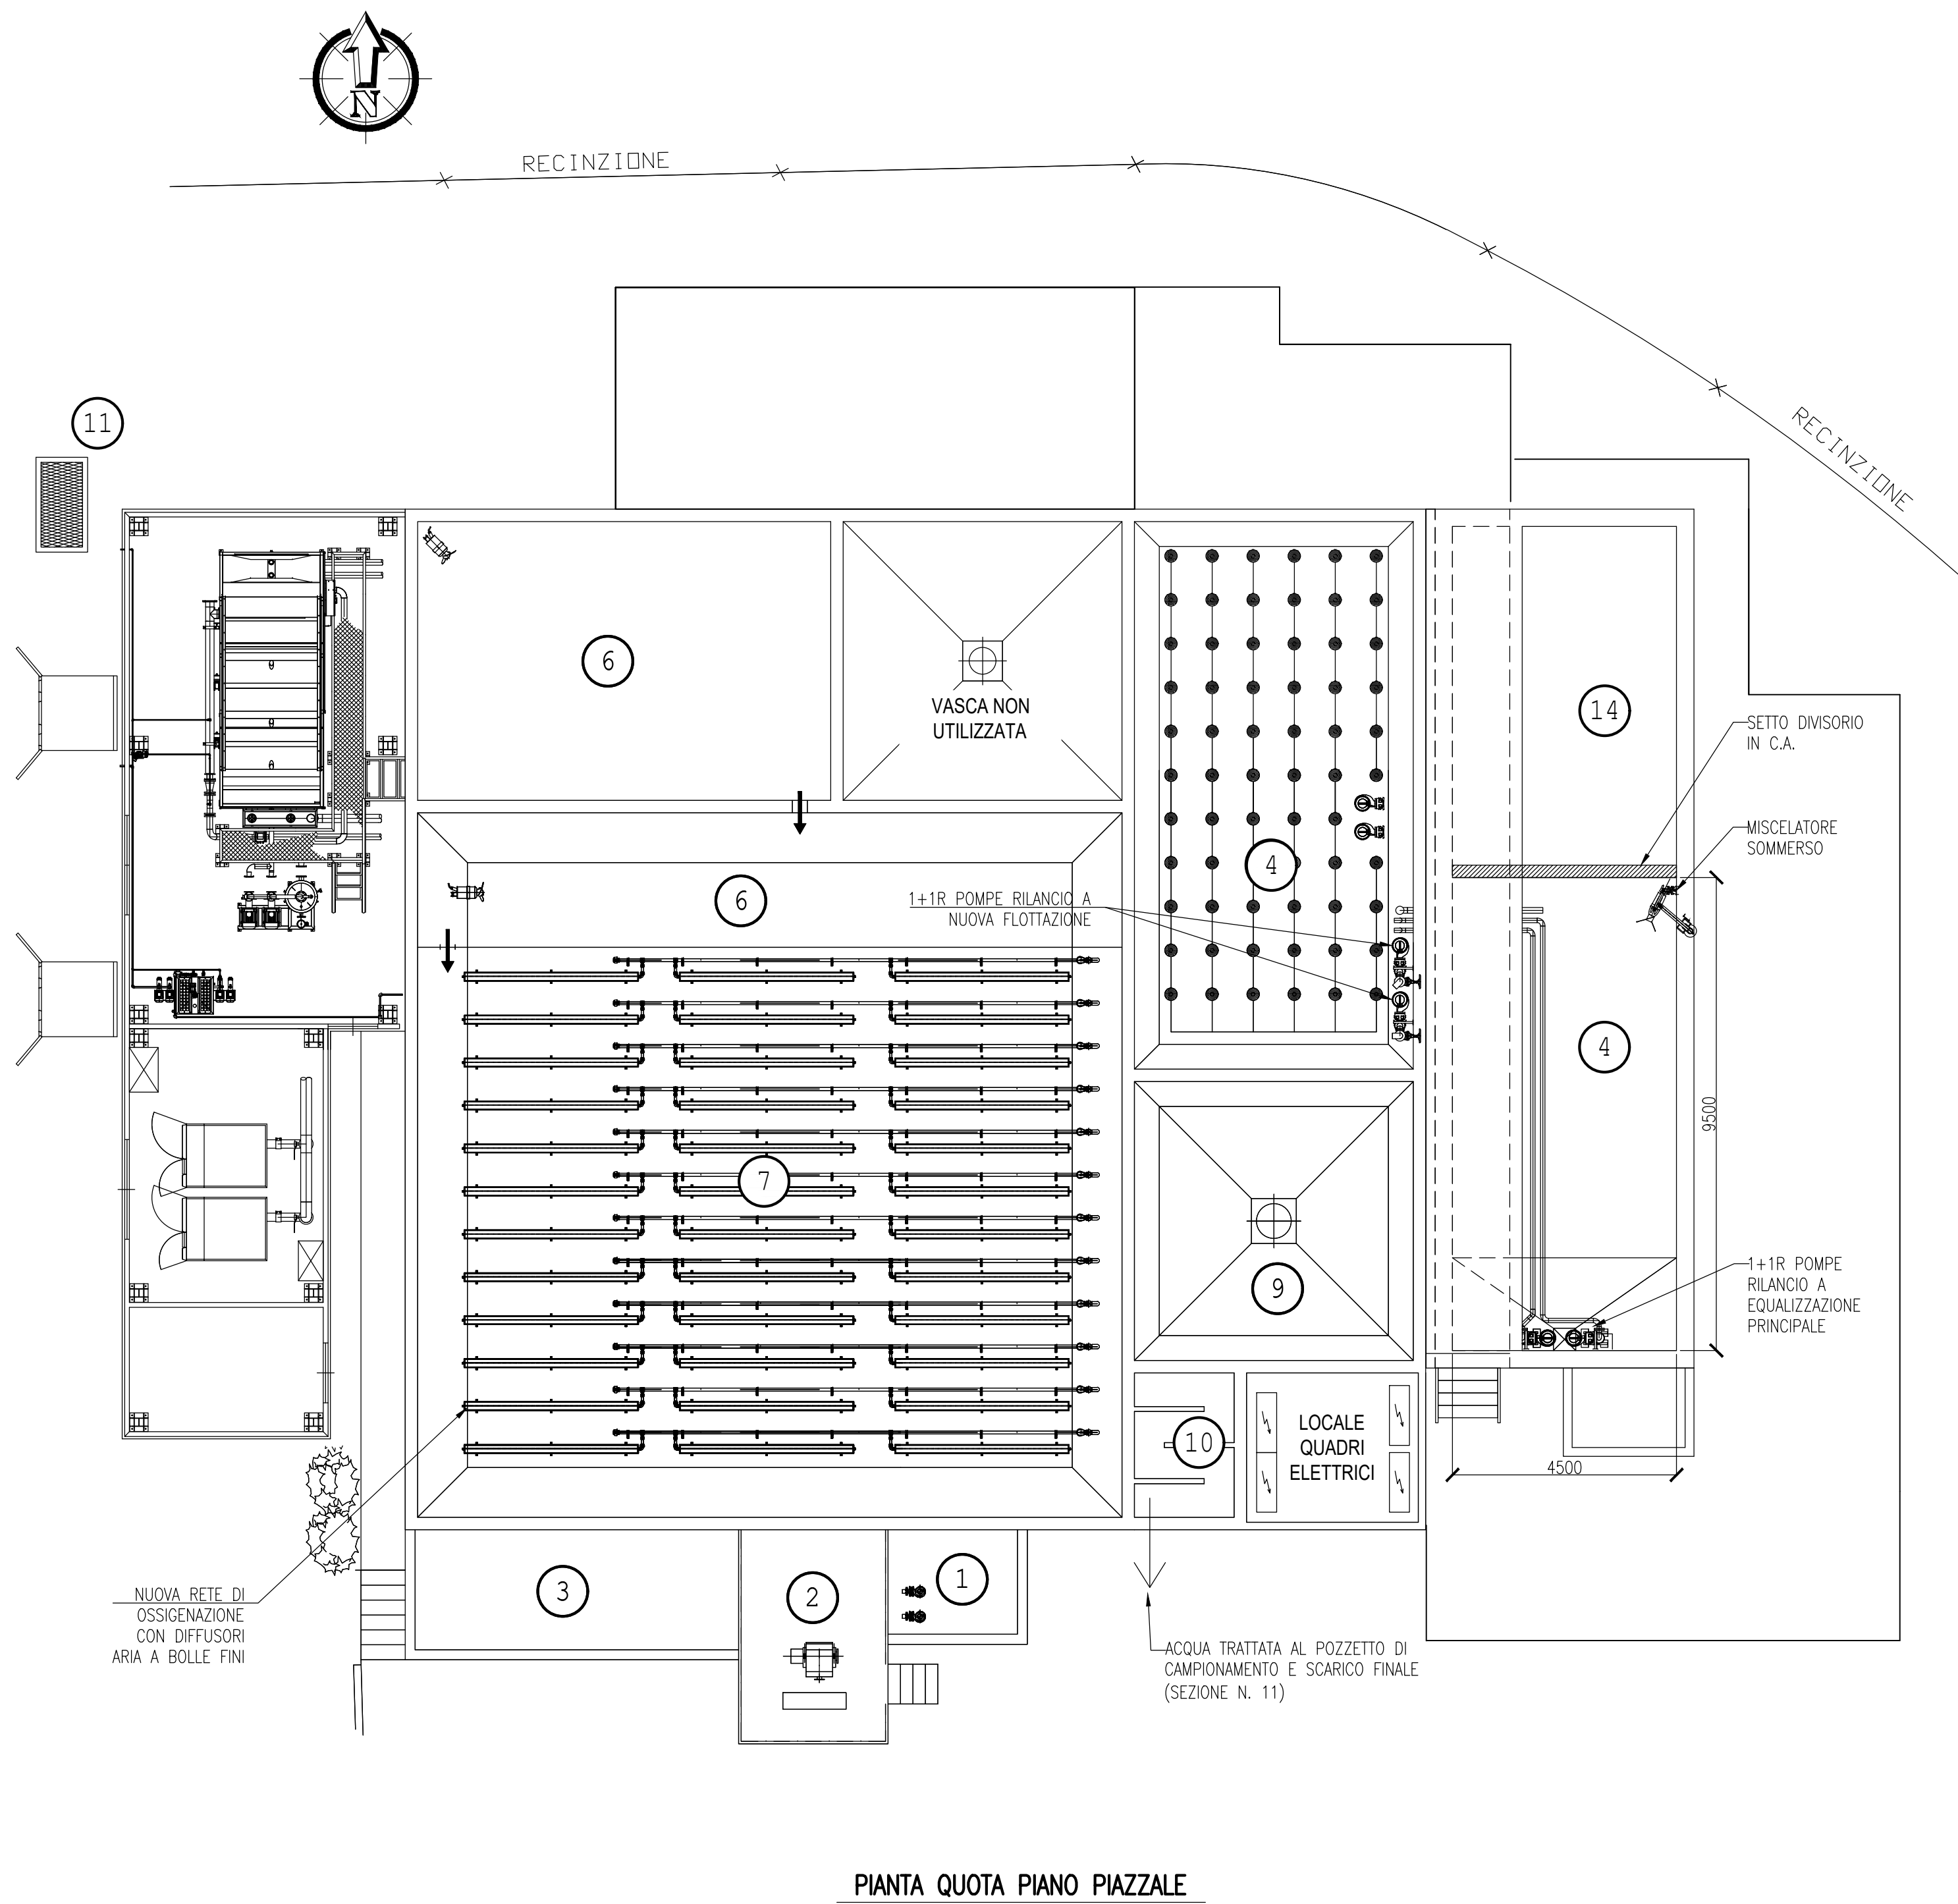 N
RECINZIONE
RECINZIONE
11
6
VASCA NON
UTILIZZATA
14
SETTO DIVISORIO
IN C.A.
MISCELATORE
SOMMERSO
4
6
1+1R POMPE RILANCIO A
NUOVA FLOTTAZIONE
4
9500
7
9
1+1R POMPE
RILANCIO A
EQUALIZZAZIONE
PRINCIPALE
10
LOCALE
QUADRI
ELETTRICI
4500
3
2
1
NUOVA RETE DI
OSSIGENAZIONE
CON DIFFUSORI
ARIA A BOLLE FINI
ACQUA TRATTATA AL POZZETTO DI
CAMPIONAMENTO E SCARICO FINALE
(SEZIONE N. 11)
PIANTA QUOTA PIANO PIAZZALE